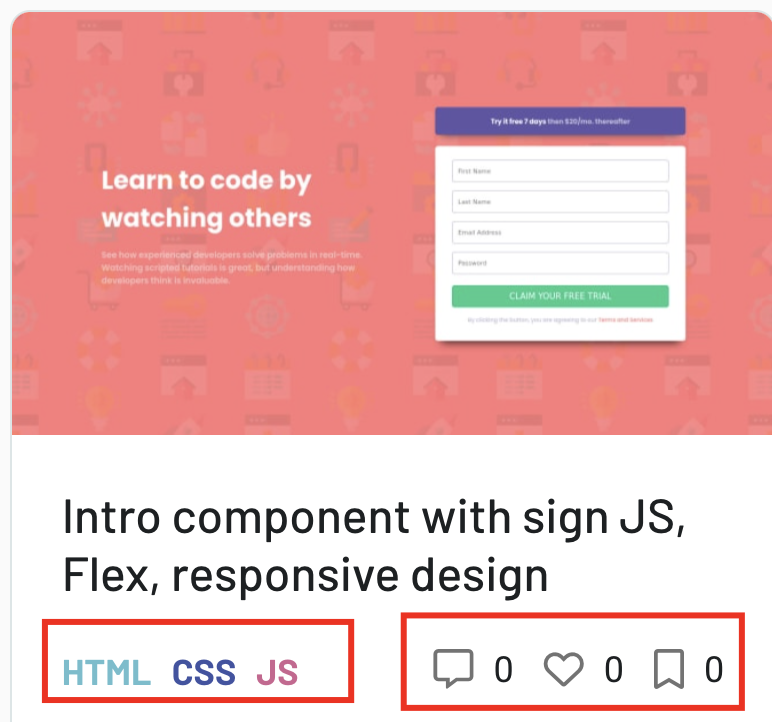 Try it free 7 days then $20/mo. thereafter
Learn to code by
watching others
See how experienced developers solve problems in real-time.
Watching scripted tutorials is great, but understanding how
developers think is invaluable.
First Name
Last Name
Email Address
Password
CLAIM YOUR FREE TRIAL
By clicking the button, you are agreeing to our Terms and Services
Intro component with sign JS,
Flex, responsive design
HTML CSS JS
0 0 0